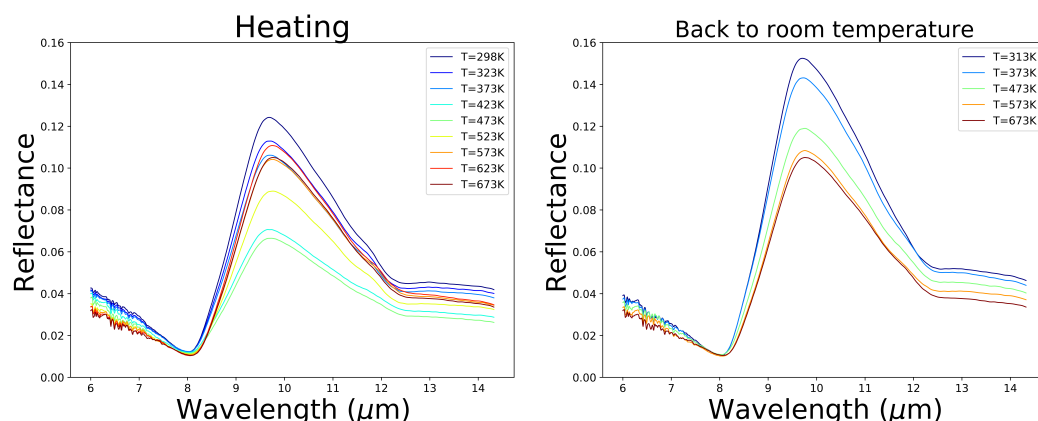 Heating
0.16
0.14
0.12
0.10
0.08
0.06
0.04
0.02
0.00
Reflectance
6 7 8 9 10 11 12 13 14
Wavelength (μm)
T=298K
T=323K
T=373K
T=423K
T=473K
T=523K
T=573K
T=623K
T=673K
Back to room temperature
0.16
0.14
0.12
0.10
0.08
0.06
0.04
0.02
0.00
Reflectance
6 7 8 9 10 11 12 13 14
Wavelength (μm)
T=313K
T=373K
T=473K
T=573K
T=673K